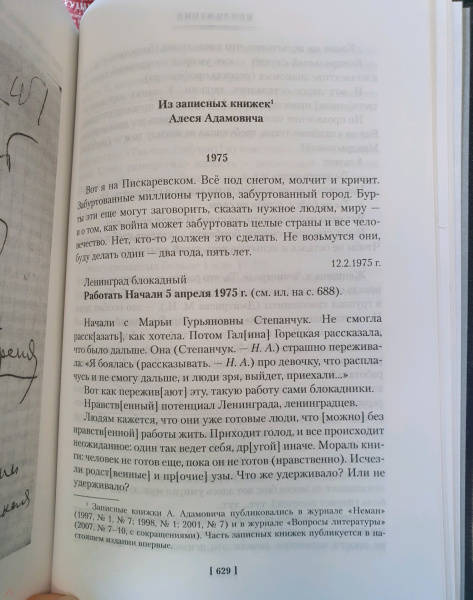 Из записных книжек¹
Алеся Адамовича
1975
Вот я на Пискаревском. Всё под снегом, молчит и кричит.
Забуртованные миллионы трупов, забуртованный город. Бур-
ты эти еще могут заговорить, сказать нужное людям, миру —
и о том, как война может забуртовать целые страны и все чело-
вечество. Нет, кто-то должен это сделать. Не возьмутся они,
буду делать один — два года, пять лет.
12.2.1975 г.
Ленинград блокадный
Работать Начали 5 апреля 1975 г. (см. ил. на с. 688).
Начали с Марьи Гурьяновны Степанчук. Не смогла
расск[азать], как хотела. Потом Гал[ина] Горецкая рассказала,
что было дальше. Она (Степанчук. — Н. А.) страшно пережива-
ла: «Я боялась (рассказывать. — Н. А.) про девочку, что распла-
чусь и не смогу дальше, и люди зря, выйдет, приехали...»
Вот как пережив[ают] эту, такую работу сами блокадники.
Нравств[енный] потенциал Ленинграда, ленинградцев.
Людям кажется, что они уже готовые люди, что [можно] без
нравств[енной] работы жить. Приходит голод, и все происходит
неожиданное: один так ведет себя, др[угой] иначе. Мораль кни-
ги: человек не готов еще, пока он не готов (нравственно). Исчез-
ли родст[венные] и пр[очие] узы. Что же удерживало? Или не
удерживало?
¹ Записные книжки А. Адамовича публиковались в журнале «Неман»
(1997, № 1, № 7; 1998, № 1; 2001, № 7) и в журнале «Вопросы литературы»
(2007, № 7–10, с сокращениями). Часть записных книжек публикуется в на-
стоящем издании впервые.
[ 629 ]